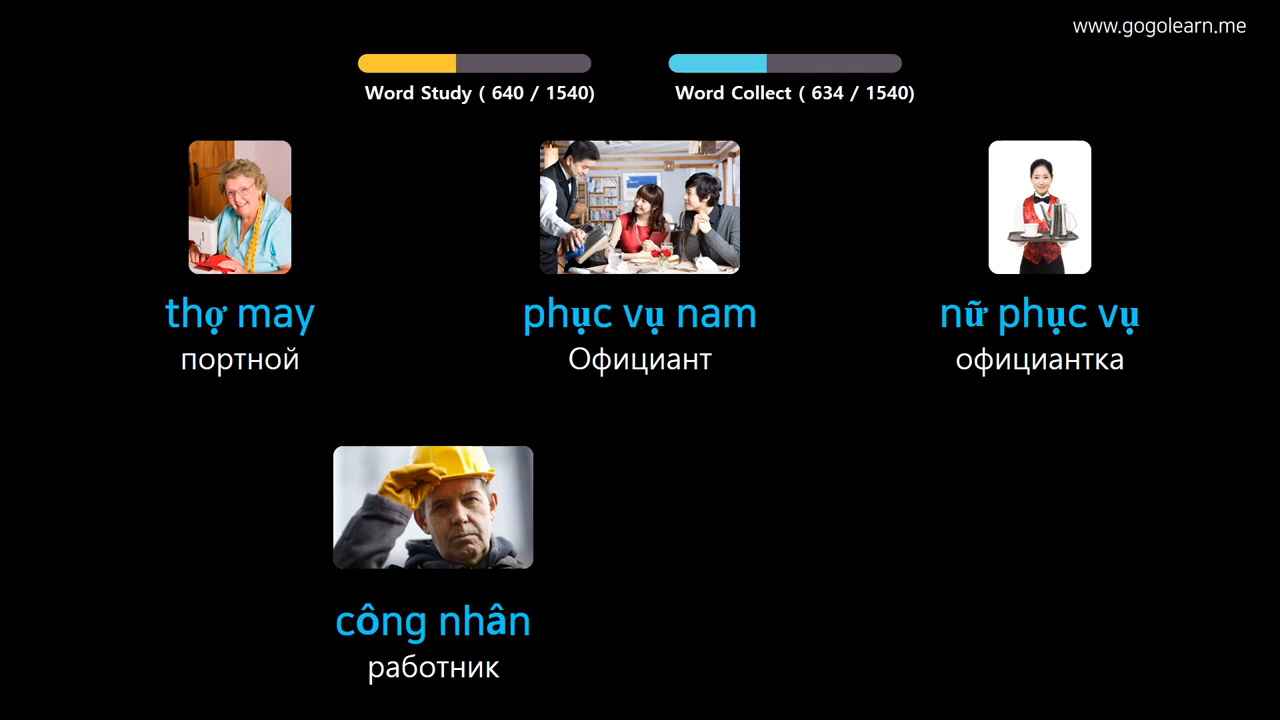 www.gogolearn.me
Word Study ( 640 / 1540)
Word Collect ( 634 / 1540)
thợ may
портной
phục vụ nam
Официант
nữ phục vụ
официантка
công nhân
работник